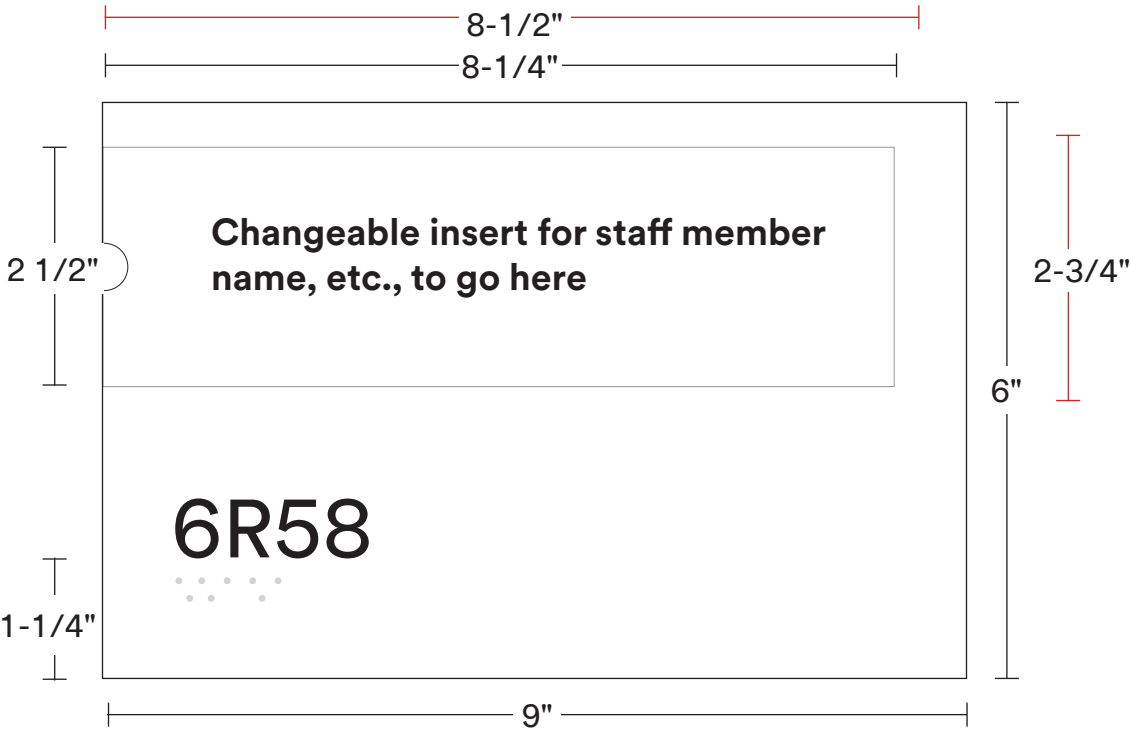 8-1/2"
8-1/4"
2 1/2"
Changeable insert for staff member
name, etc., to go here
2-3/4"
6"
6R58
1-1/4"
9"